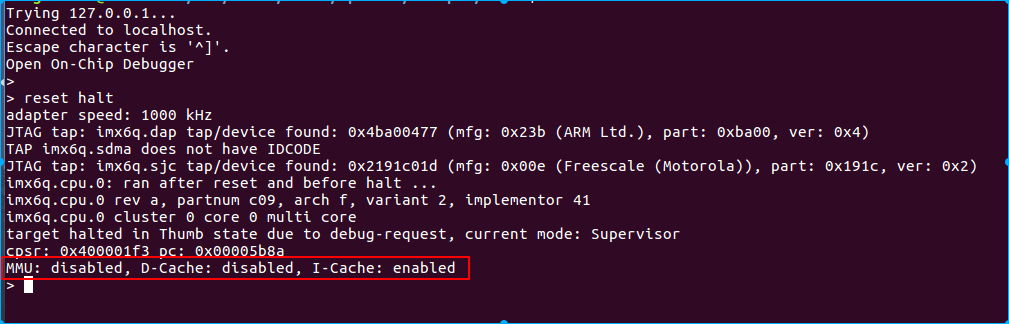 Trying 127.0.0.1...
Connected to localhost.
Escape character is '^]'.
Open On-Chip Debugger
>
> reset halt
adapter speed: 1000 kHz
JTAG tap: imx6q.dap tap/device found: 0x4ba00477 (mfg: 0x23b (ARM Ltd.), part: 0xba00, ver: 0x4)
TAP imx6q.sdma does not have IDCODE
JTAG tap: imx6q.sjc tap/device found: 0x2191c01d (mfg: 0x00e (Freescale (Motorola)), part: 0x191c, ver: 0x2)
imx6q.cpu.0: ran after reset and before halt ...
imx6q.cpu.0 rev a, partnum c09, arch f, variant 2, implementor 41
imx6q.cpu.0 cluster 0 core 0 multi core
target halted in Thumb state due to debug-request, current mode: Supervisor
cpsr: 0x400001f3 pc: 0x00005b8a
MMU: disabled, D-Cache: disabled, I-Cache: enabled
>